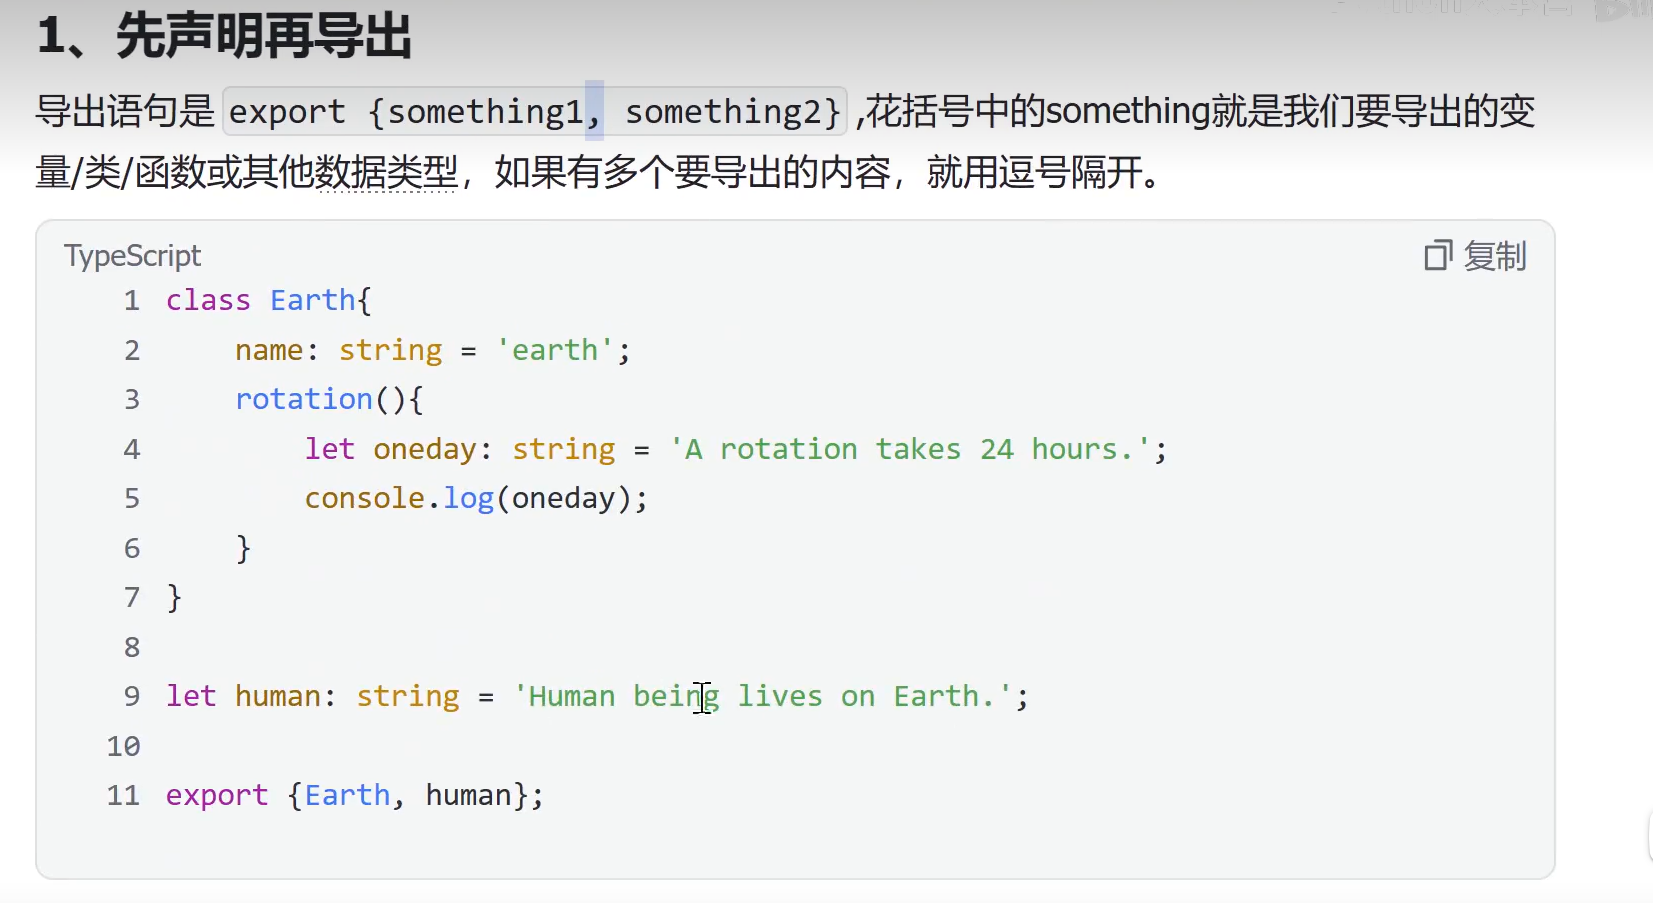 1、先声明再导出
导出语句是 export {something1, something2} ,花括号中的something就是我们要导出的变
量/类/函数或其他数据类型，如果有多个要导出的内容，就用逗号隔开。
TypeScript 复制
1 class Earth{
2     name: string = 'earth';
3     rotation(){
4         let oneday: string = 'A rotation takes 24 hours.';
5         console.log(oneday);
6     }
7 }
8
9 let human: string = 'Human being lives on Earth.';
10
11 export {Earth, human};